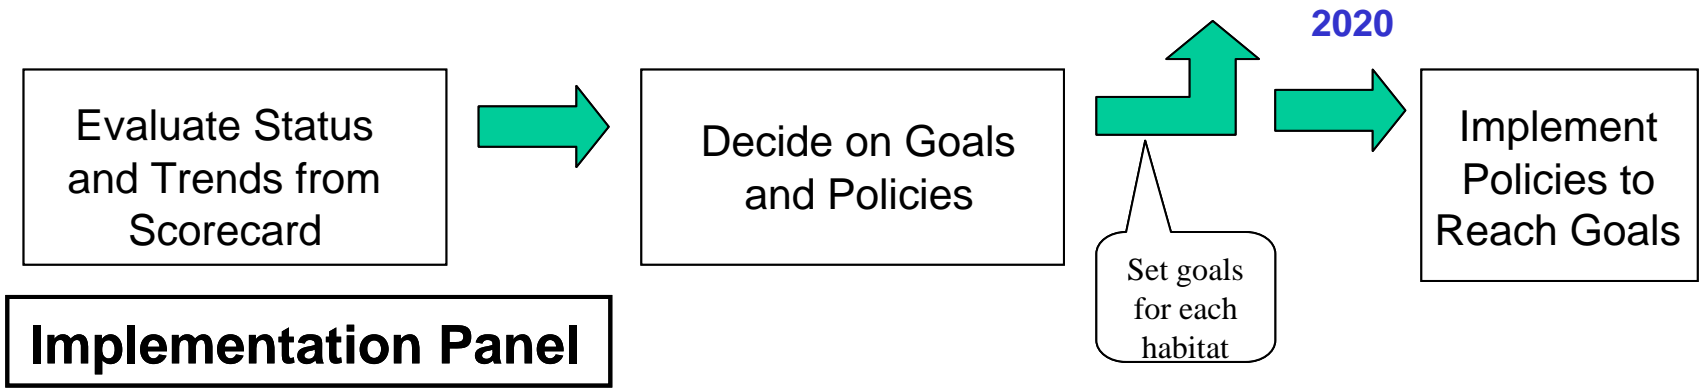 2020
Evaluate Status
and Trends from
Scorecard
Decide on Goals
and Policies
Implement
Policies to
Reach Goals
Set goals
for each
habitat
Implementation Panel